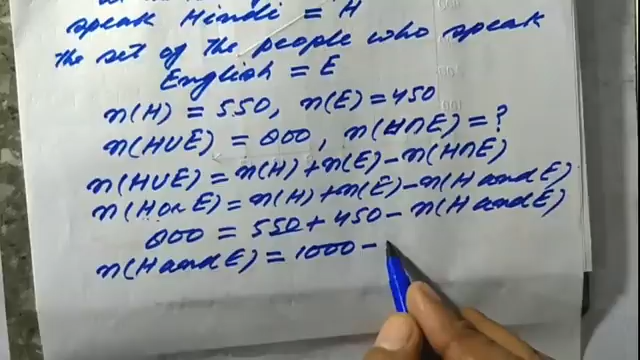 speak Hindi = H
the set of the people who speak
English = E
n(H) = 550, n(E) = 450
n(HUE) = 800, n(H∩E) = ?
n(HUE) = n(H) + n(E) - n(H∩E)
n(H or E) = n(H) + n(E) - n(H and E)
800 = 550 + 450 - n(H and E)
n(H and E) = 1000 -